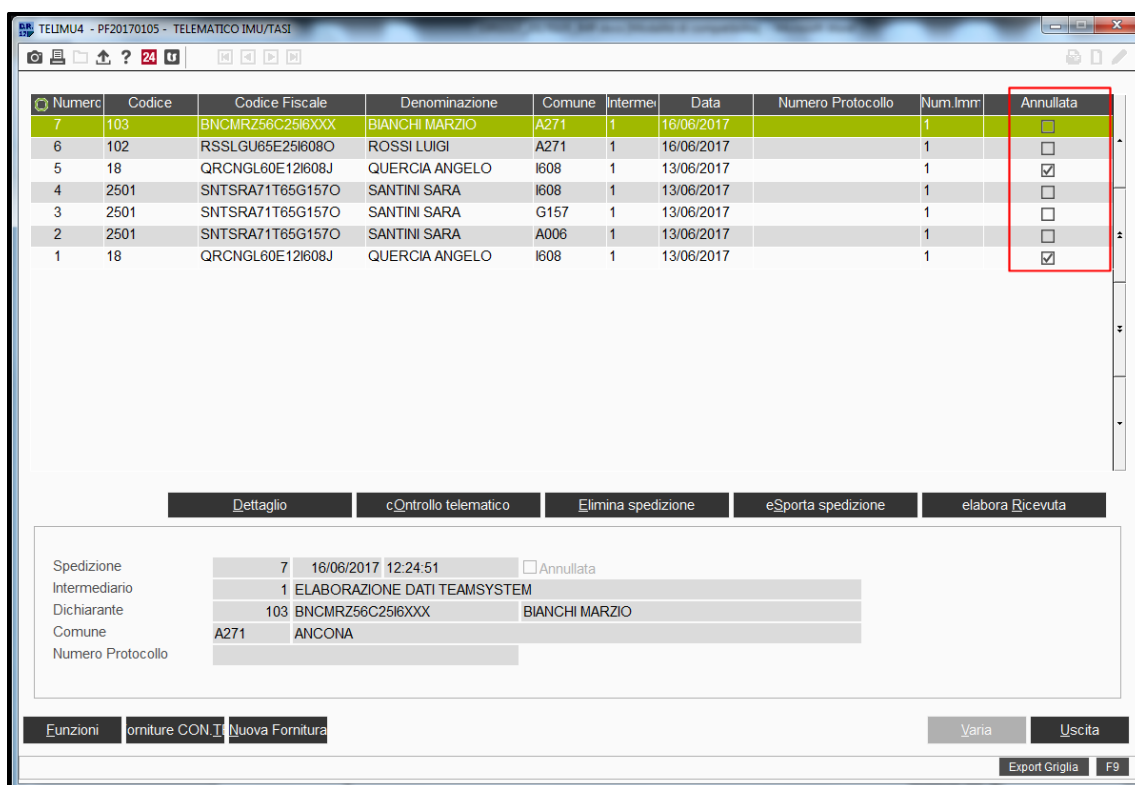 TELIMU4 - PF20170105 - TELEMATICO IMU/TASI
24
Numero Codice Codice Fiscale Denominazione Comune Interme Data Numero Protocollo Num.Imm Annullata
7 103 BNCMRZ56C25I6XXX BIANCHI MARZIO A271 1 16/06/2017 1
6 102 RSSLGU65E25I608O ROSSI LUIGI A271 1 16/06/2017 1
5 18 QRCNGL60E12I608J QUERCIA ANGELO I608 1 13/06/2017 1
4 2501 SNTSRA71T65G157O SANTINI SARA I608 1 13/06/2017 1
3 2501 SNTSRA71T65G157O SANTINI SARA G157 1 13/06/2017 1
2 2501 SNTSRA71T65G157O SANTINI SARA A006 1 13/06/2017 1
1 18 QRCNGL60E12I608J QUERCIA ANGELO I608 1 13/06/2017 1
Dettaglio cOntrollo telematico Elimina spedizione eSporta spedizione elabora Ricevuta
Spedizione 7 16/06/2017 12:24:51 Annullata
Intermediario 1 ELABORAZIONE DATI TEAMSYSTEM
Dichiarante 103 BNCMRZ56C25I6XXX BIANCHI MARZIO
Comune A271 ANCONA
Numero Protocollo
Funzioni orniture CON.TE Nuova Fornitura Varia Uscita
Export Griglia F9